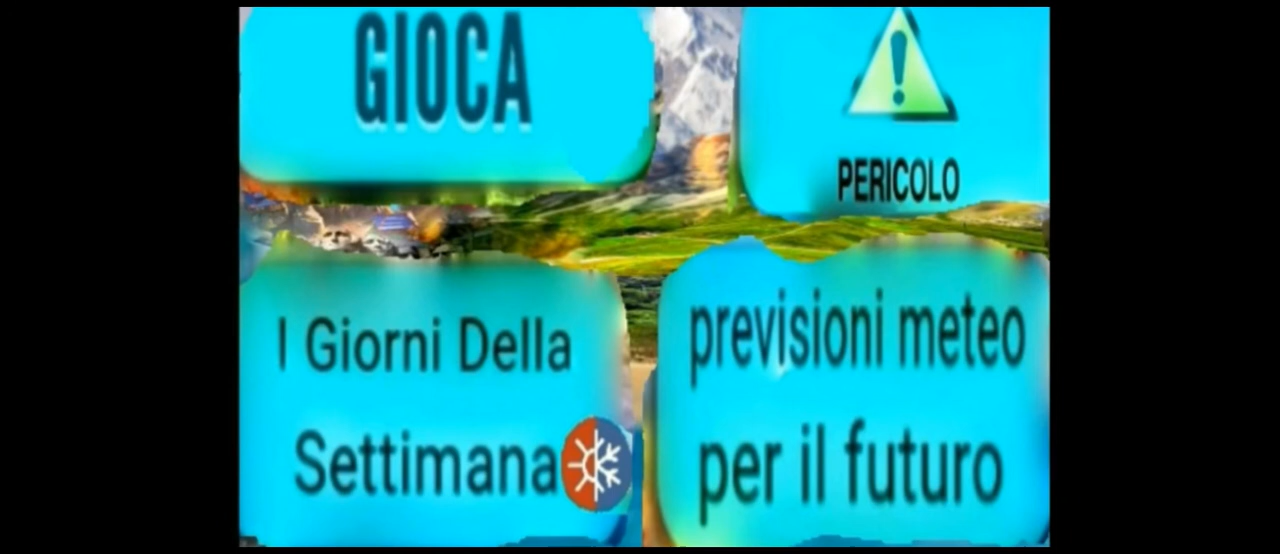 GIOCA
PERICOLO
I Giorni Della
Settimana
previsioni meteo
per il futuro